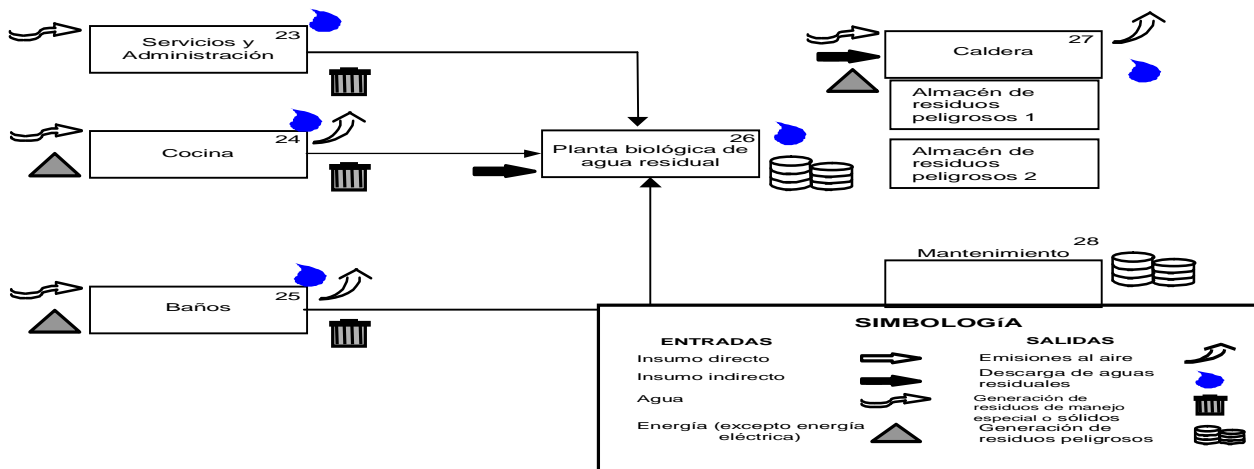 23
Servicios y
Administración
24
Cocina
25
Baños
26
Planta biológica de
agua residual
27
Caldera
Almacén de
residuos
peligrosos 1
Almacén de
residuos
peligrosos 2
28
Mantenimiento
SIMBOLOGíA
ENTRADAS
Insumo directo
Insumo indirecto
Agua
Energía (excepto energía
eléctrica)
SALIDAS
Emisiones al aire
Descarga de aguas
residuales
Generación de
residuos de manejo
especial o sólidos
Generación de
residuos peligrosos